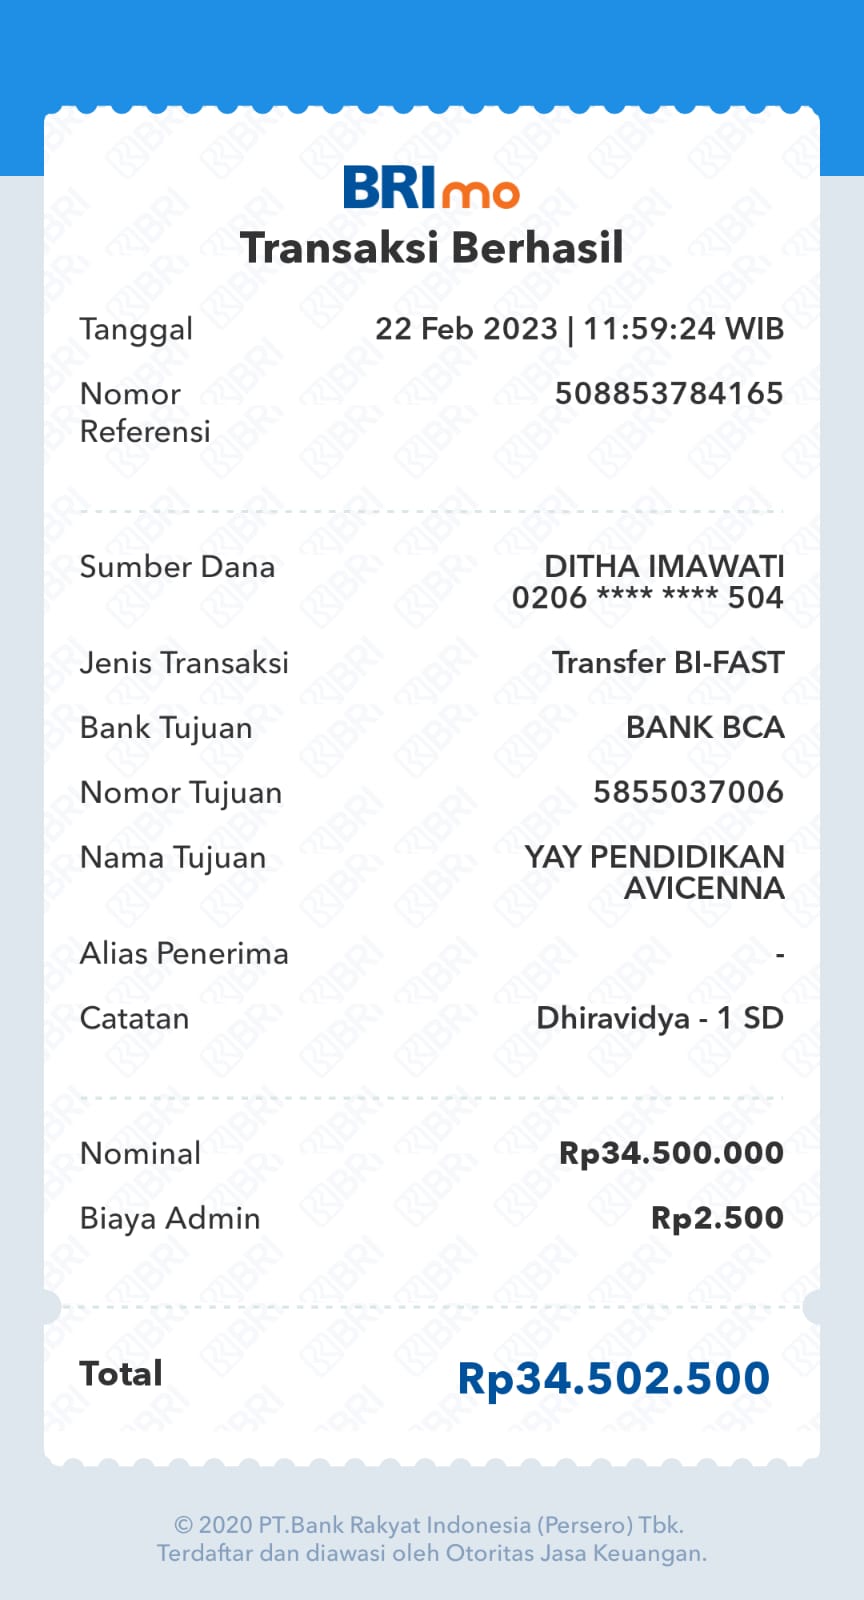 BRImo
Transaksi Berhasil
Tanggal 22 Feb 2023 | 11:59:24 WIB
Nomor 508853784165
Referensi
Sumber Dana DITHA IMAWATI
0206 **** **** 504
Jenis Transaksi Transfer BI-FAST
Bank Tujuan BANK BCA
Nomor Tujuan 5855037006
Nama Tujuan YAY PENDIDIKAN
AVICENNA
Alias Penerima -
Catatan Dhiravidya - 1 SD
Nominal Rp34.500.000
Biaya Admin Rp2.500
Total Rp34.502.500
© 2020 PT.Bank Rakyat Indonesia (Persero) Tbk.
Terdaftar dan diawasi oleh Otoritas Jasa Keuangan.